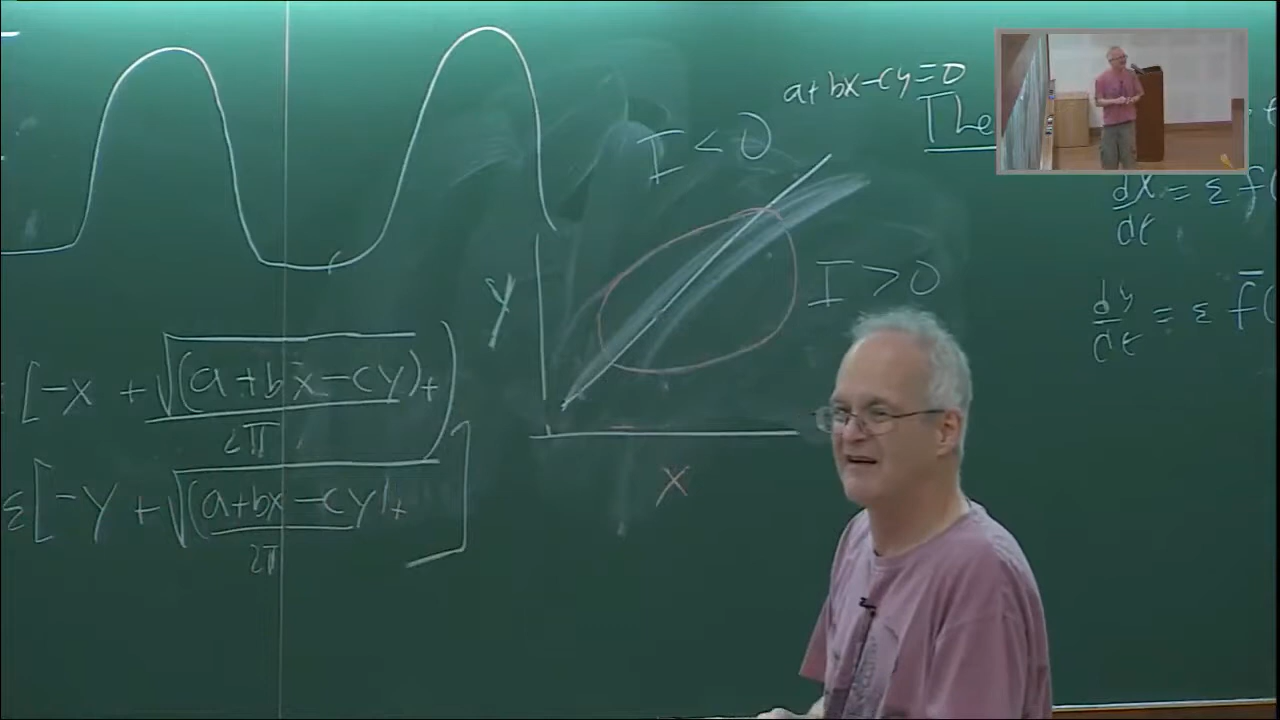 a+bx-cy=0
The
I<0
dx/dt = ε f(
I>0
y
dy/dt = ε f̄(
[-x + √(a+bx-cy)+ / 2π )
x
ε[-y + √(a+bx-cy)+ / 2π ]